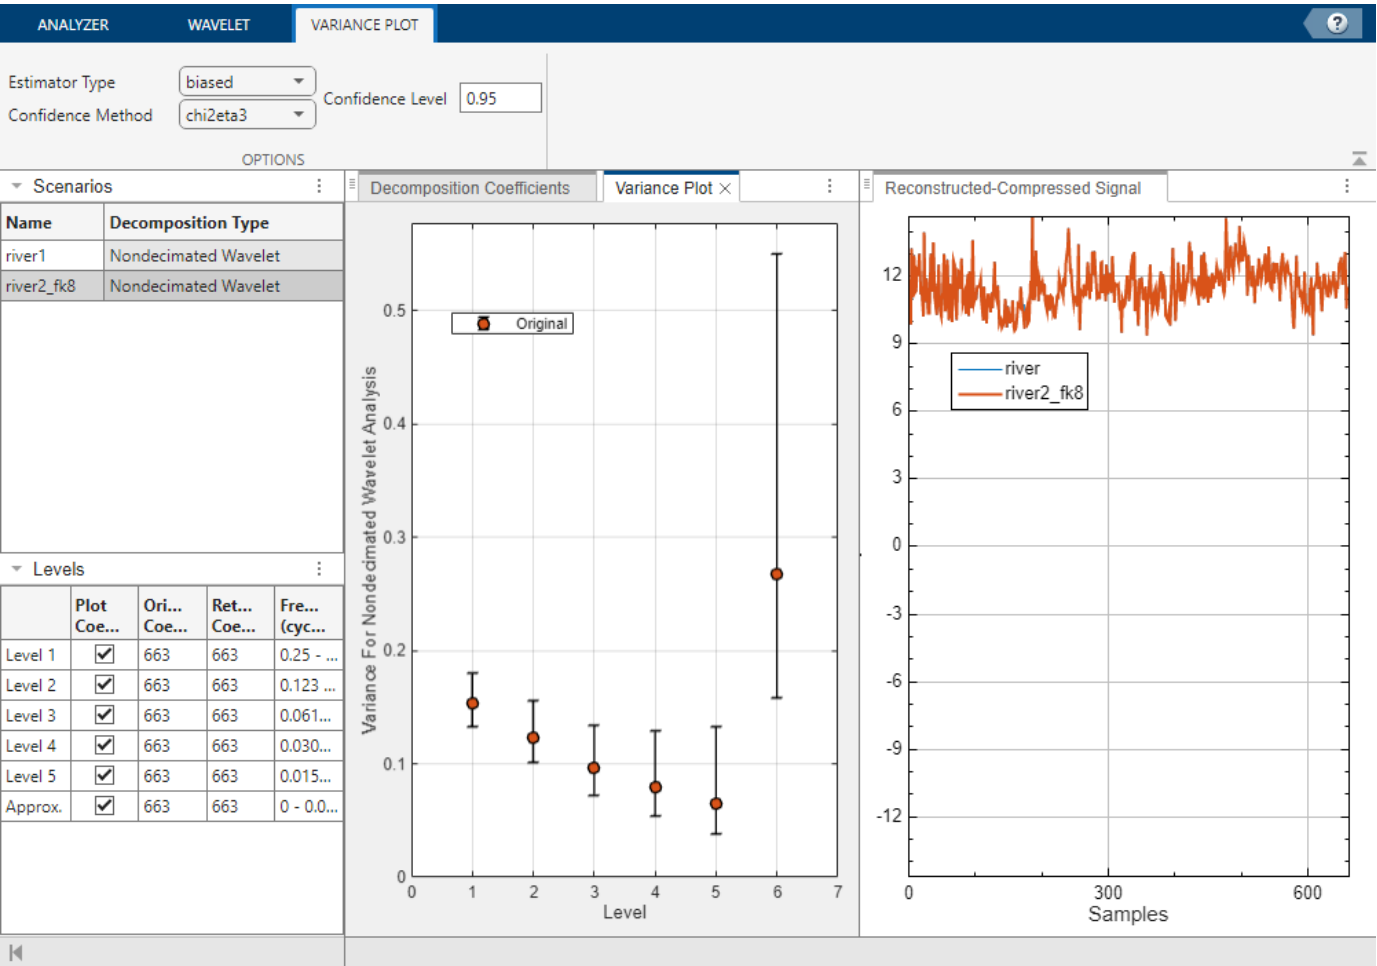 ANALYZER WAVELET VARIANCE PLOT ?
Estimator Type biased
Confidence Method chi2eta3
Confidence Level 0.95
OPTIONS
Scenarios
Name Decomposition Type
river1 Nondecimated Wavelet
river2_fk8 Nondecimated Wavelet
Levels
Plot Coe... Ori... Coe... Ret... Coe... Fre... (cyc...
Level 1 663 663 0.25 - ...
Level 2 663 663 0.123 ...
Level 3 663 663 0.061...
Level 4 663 663 0.030...
Level 5 663 663 0.015...
Approx. 663 663 0 - 0.0...
Decomposition Coefficients Variance Plot ×
Variance For Nondecimated Wavelet Analysis
0.5
0.4
0.3
0.2
0.1
0
Original
0 1 2 3 4 5 6 7
Level
Reconstructed-Compressed Signal
12
9
6
3
0
-3
-6
-9
-12
river
river2_fk8
0 300 600
Samples